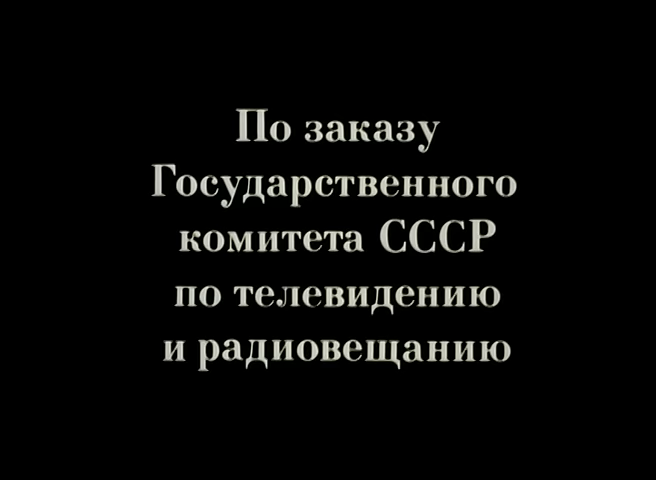 По заказу
Государственного
комитета СССР
по телевидению
и радиовещанию